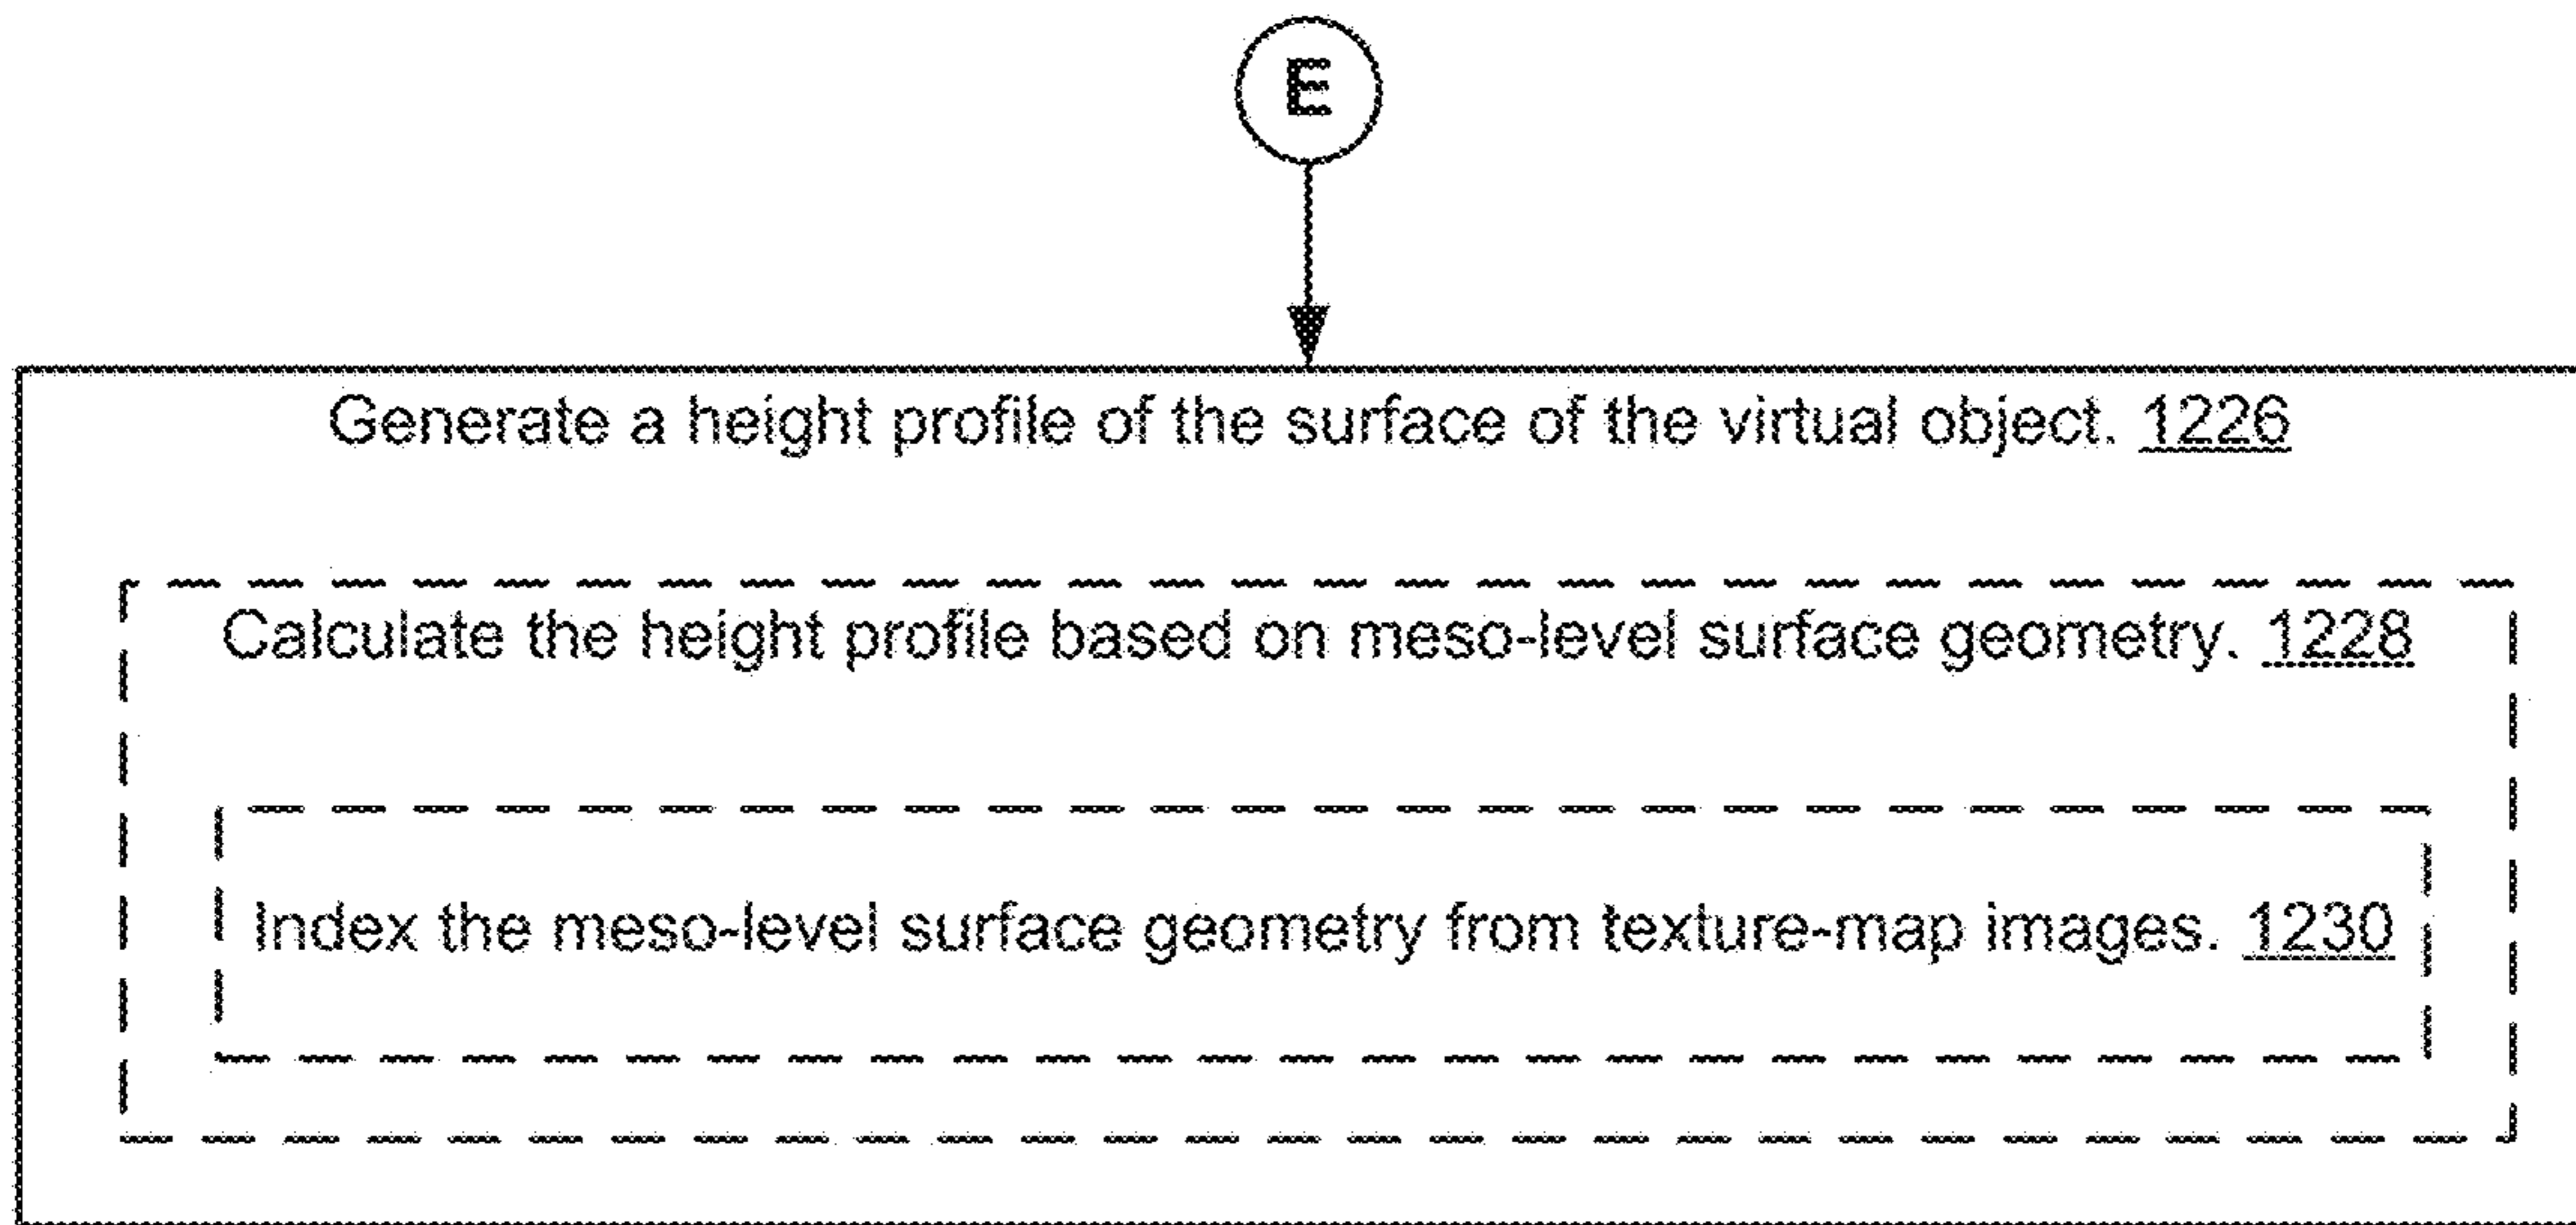 E
Generate a height profile of the surface of the virtual object. 1226
Calculate the height profile based on meso-level surface geometry. 1228
Index the meso-level surface geometry from texture-map images. 1230